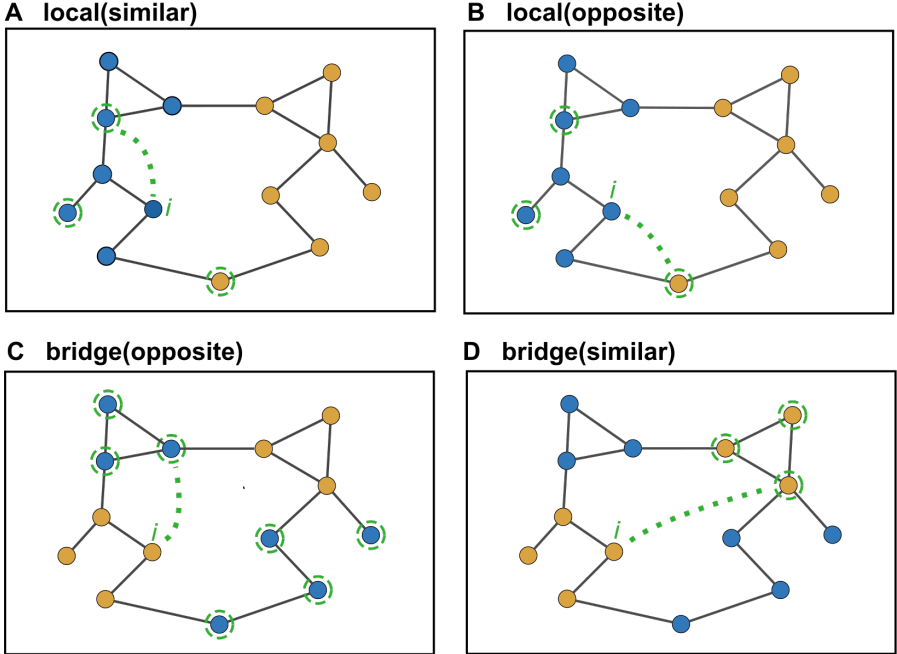 A local(similar)
B local(opposite)
i
i
C bridge(opposite)
D bridge(similar)
i
i